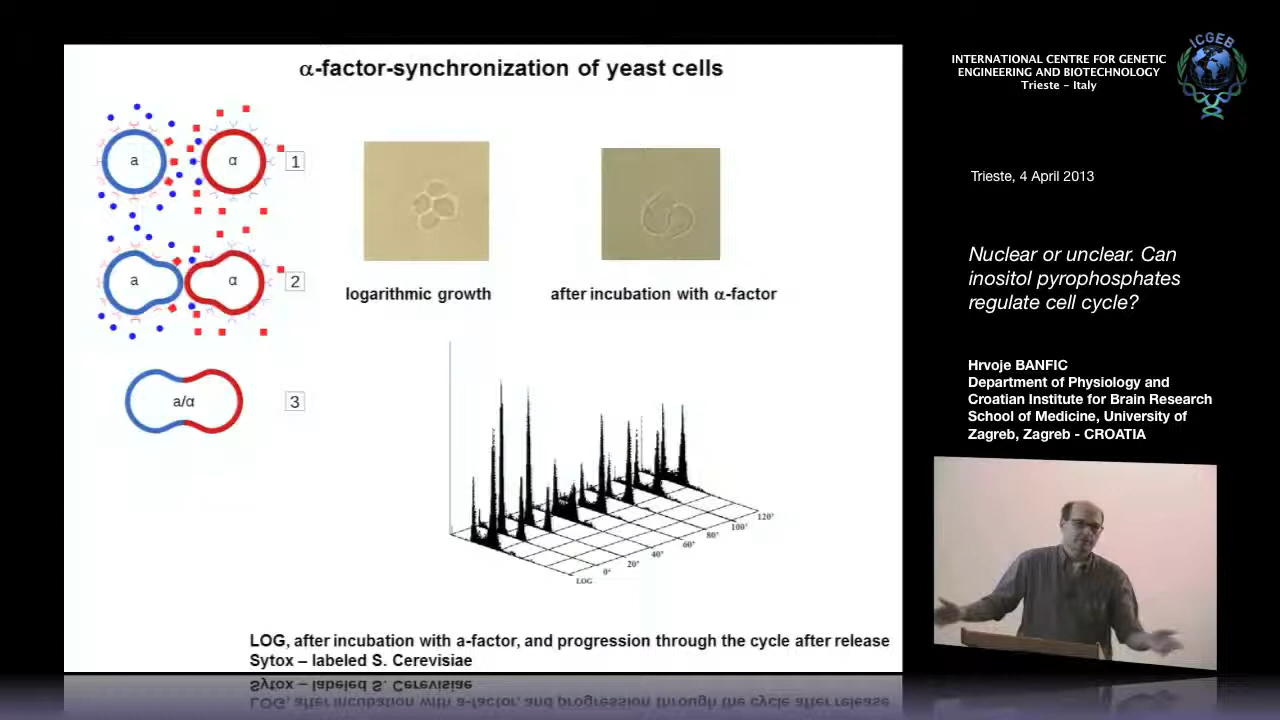 α-factor-synchronization of yeast cells
a
α
1
a
α
2
a/α
3
logarithmic growth
after incubation with α-factor
LOG
0'
20'
40'
60'
80'
100'
120'
LOG, after incubation with a-factor, and progression through the cycle after release
Sytox – labeled S. Cerevisiae
ICGEB
INTERNATIONAL CENTRE FOR GENETIC
ENGINEERING AND BIOTECHNOLOGY
Trieste – Italy
Trieste, 4 April 2013
Nuclear or unclear. Can
inositol pyrophosphates
regulate cell cycle?
Hrvoje BANFIC
Department of Physiology and
Croatian Institute for Brain Research
School of Medicine, University of
Zagreb, Zagreb - CROATIA